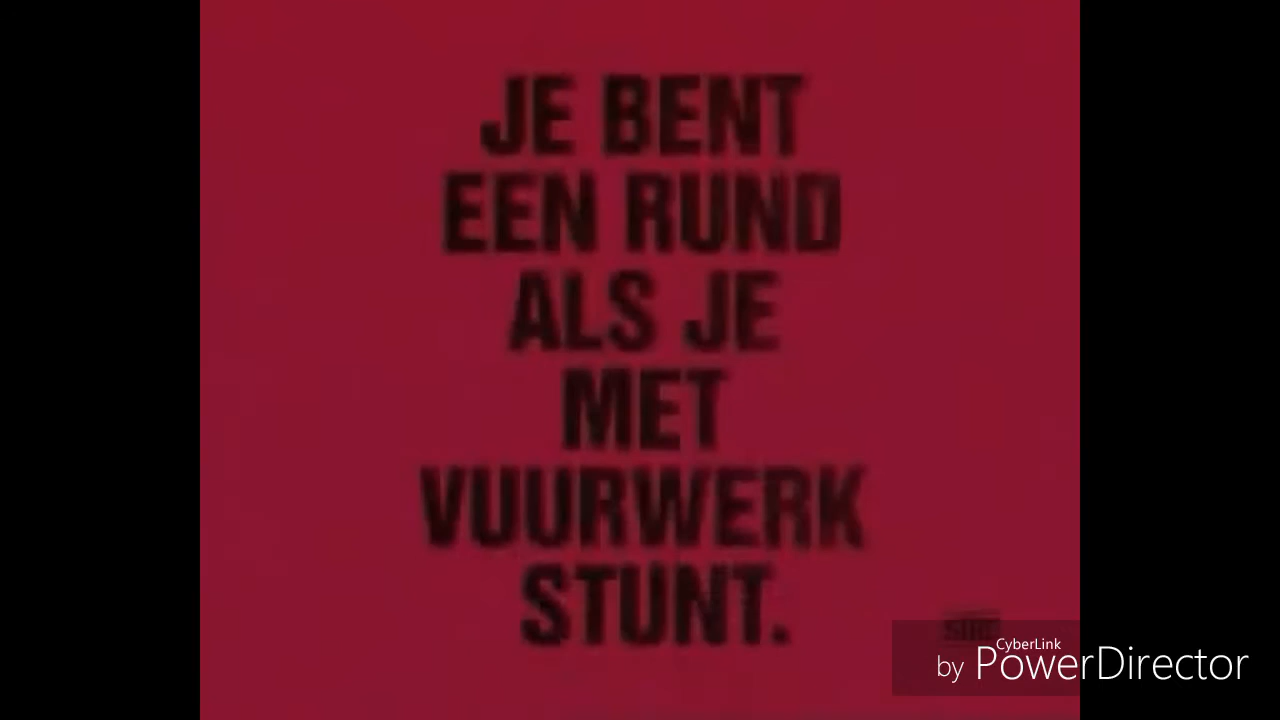 JE BENT
EEN RUND
ALS JE
MET
VUURWERK
STUNT.
CyberLink
by PowerDirector